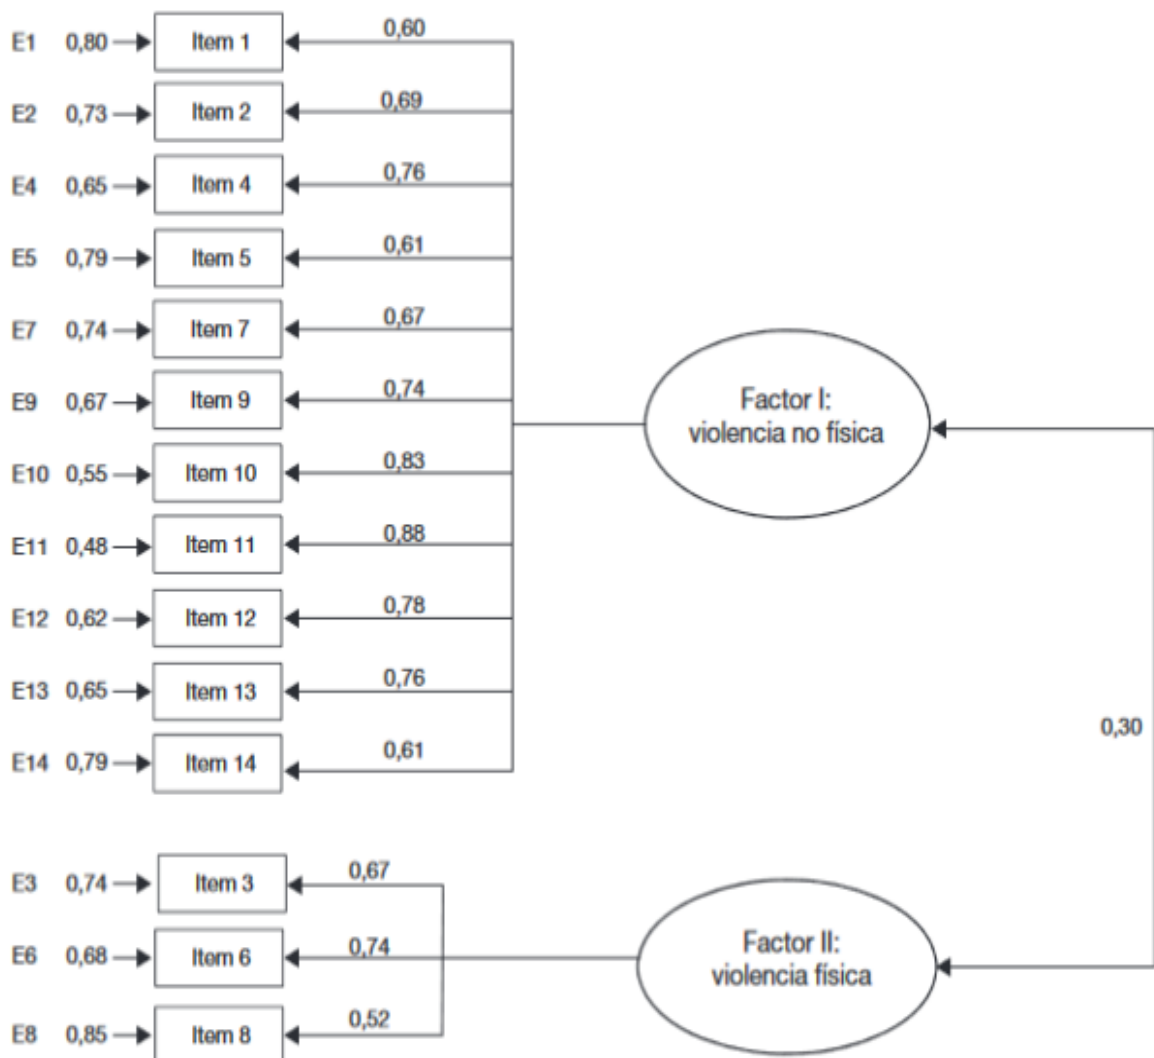 E1 0,80 Item 1 0,60
E2 0,73 Item 2 0,69
E4 0,65 Item 4 0,76
E5 0,79 Item 5 0,61
E7 0,74 Item 7 0,67
E9 0,67 Item 9 0,74
E10 0,55 Item 10 0,83
E11 0,48 Item 11 0,88
E12 0,62 Item 12 0,78
E13 0,65 Item 13 0,76
E14 0,79 Item 14 0,61
Factor I:
violencia no física
0,30
E3 0,74 Item 3 0,67
E6 0,68 Item 6 0,74
E8 0,85 Item 8 0,52
Factor II:
violencia física